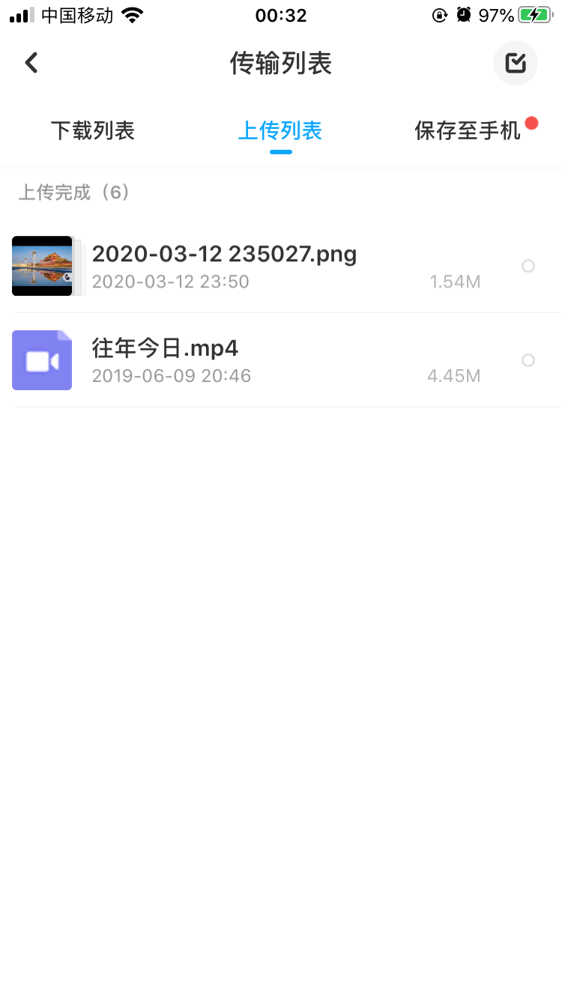 中国移动 00:32 97%
传输列表
下载列表 上传列表 保存至手机
上传完成（6）
2020-03-12 235027.png
2020-03-12 23:50 1.54M
往年今日.mp4
2019-06-09 20:46 4.45M